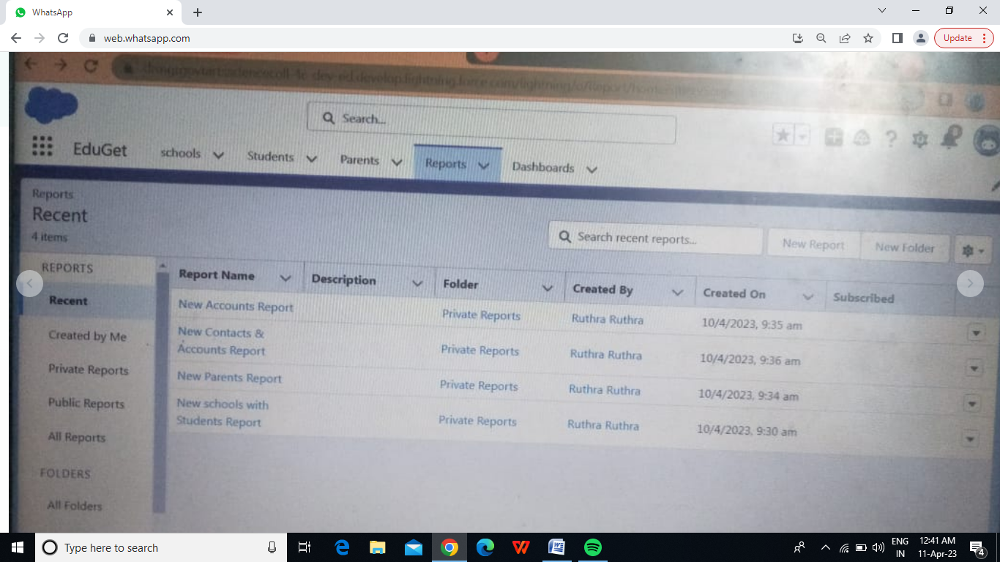 WhatsApp
web.whatsapp.com
Update
Search...
EduGet schools Students Parents Reports Dashboards
Reports
Recent
4 items
Search recent reports... New Report New Folder
REPORTS
Recent
Created by Me
Private Reports
Public Reports
All Reports
FOLDERS
All Folders
Report Name Description Folder Created By Created On Subscribed
New Accounts Report Private Reports Ruthra Ruthra 10/4/2023, 9:35 am
New Contacts &
Accounts Report Private Reports Ruthra Ruthra 10/4/2023, 9:36 am
New Parents Report Private Reports Ruthra Ruthra 10/4/2023, 9:34 am
New schools with
Students Report Private Reports Ruthra Ruthra 10/4/2023, 9:30 am
Type here to search
ENG
IN
12:41 AM
11-Apr-23
4